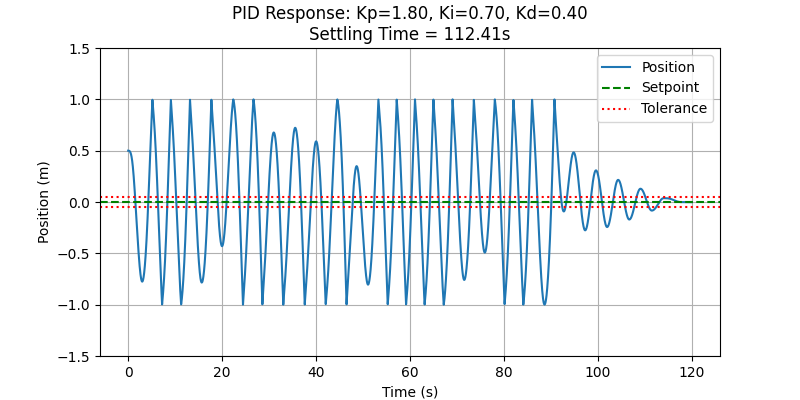 PID Response: Kp=1.80, Ki=0.70, Kd=0.40
Settling Time = 112.41s
Position
Setpoint
Tolerance
1.5
1.0
0.5
0.0
−0.5
−1.0
−1.5
Position (m)
0 20 40 60 80 100 120
Time (s)